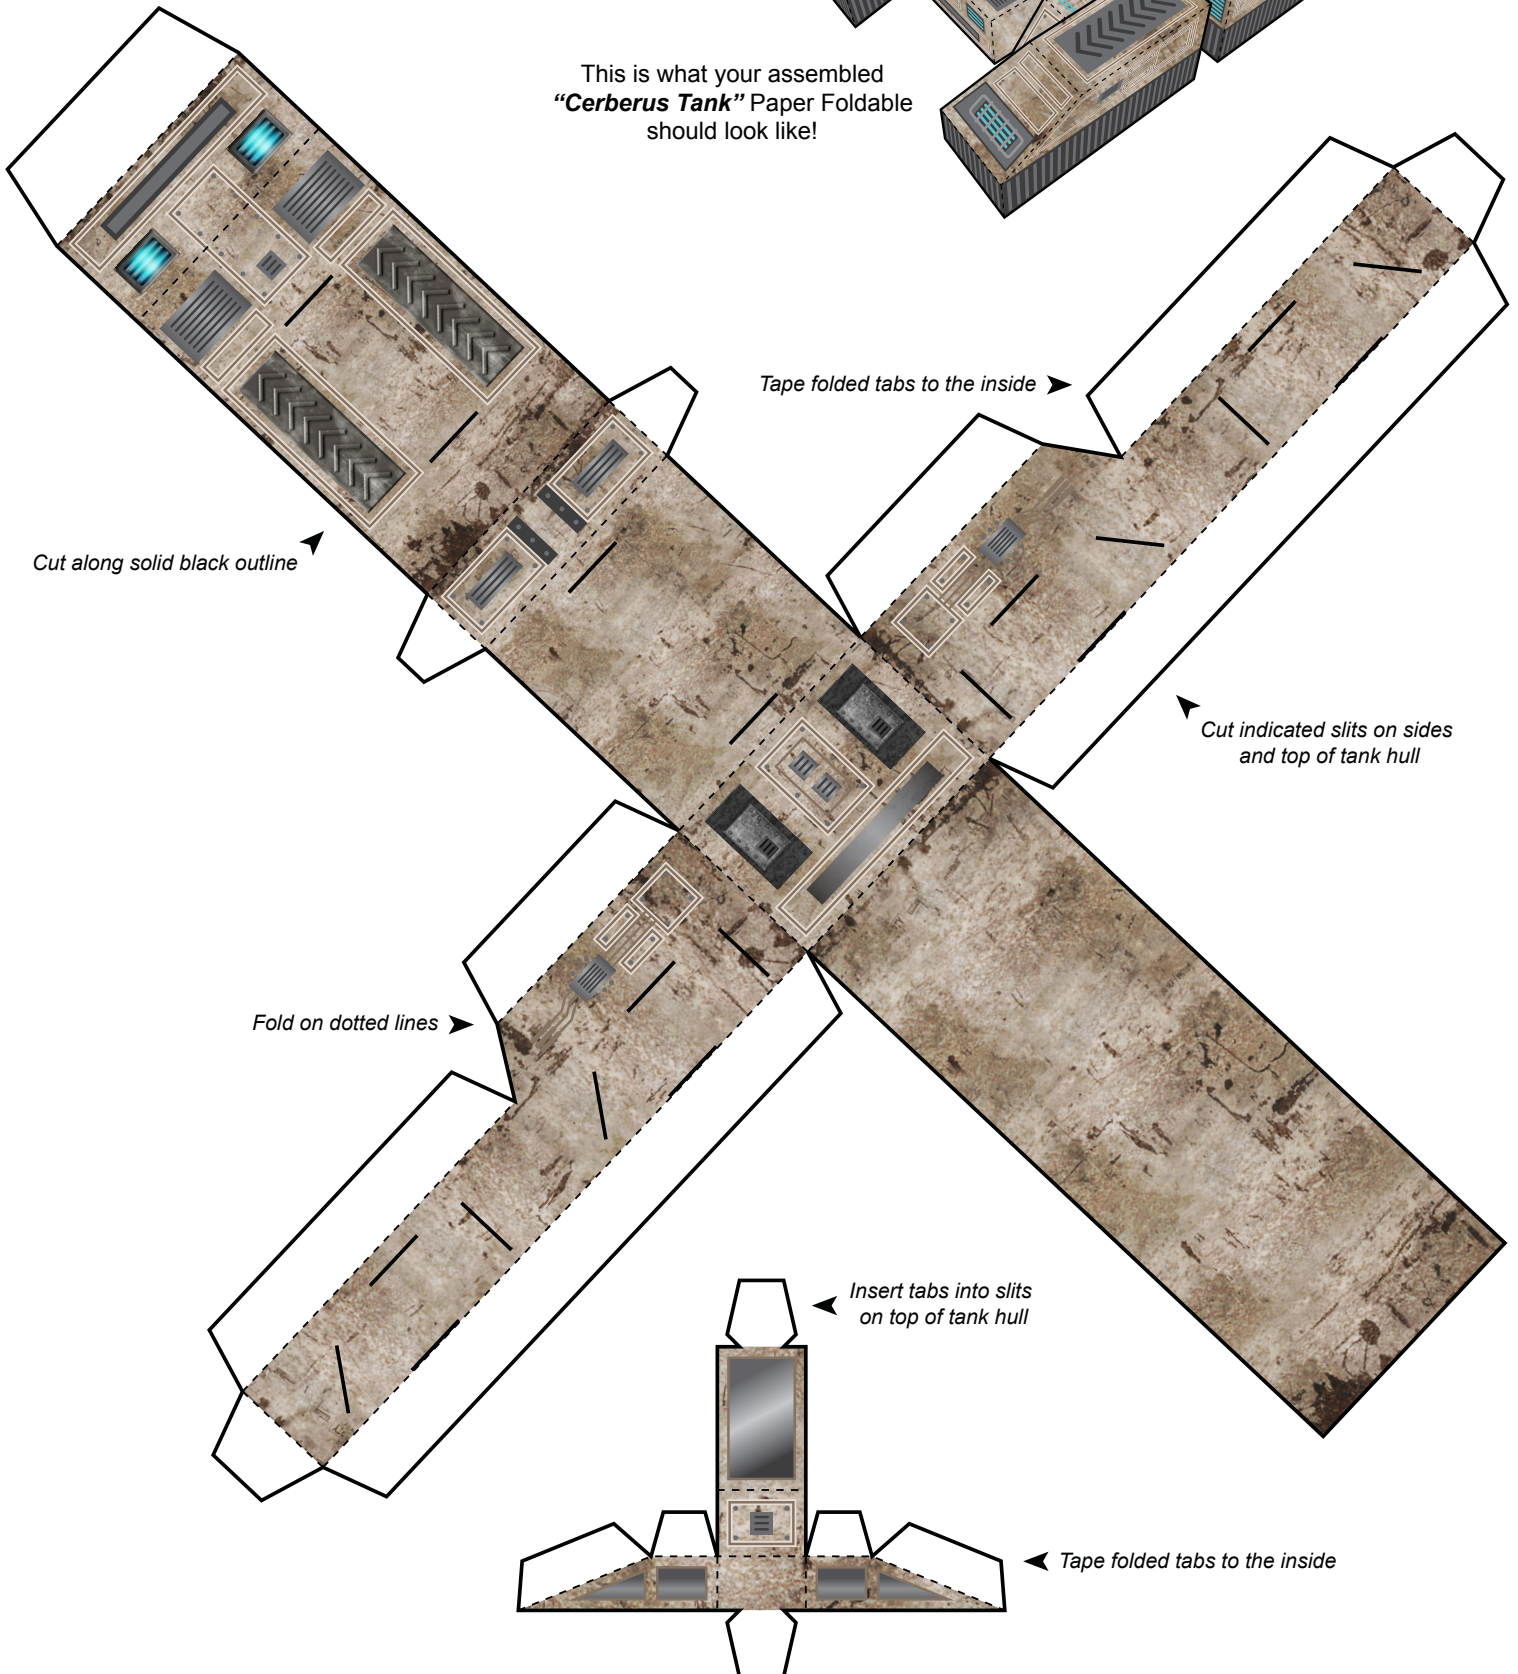 This is what your assembled
“Cerberus Tank” Paper Foldable
should look like!
Tape folded tabs to the inside
Cut along solid black outline
Cut indicated slits on sides
and top of tank hull
Fold on dotted lines
Insert tabs into slits
on top of tank hull
Tape folded tabs to the inside